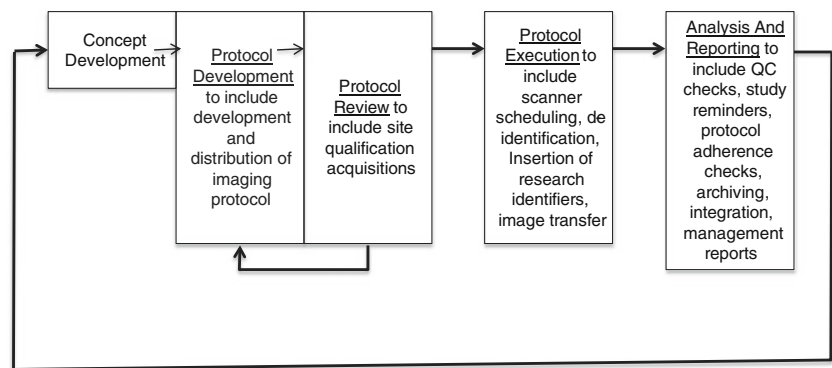 Concept
Development
Protocol
Development
to include
development
and
distribution of
imaging
protocol
Protocol
Review to
include site
qualification
acquisitions
Protocol
Execution to
include
scanner
scheduling, de
identification,
Insertion of
research
identifiers,
image transfer
Analysis And
Reporting to
include QC
checks, study
reminders,
protocol
adherence
checks,
archiving,
integration,
management
reports